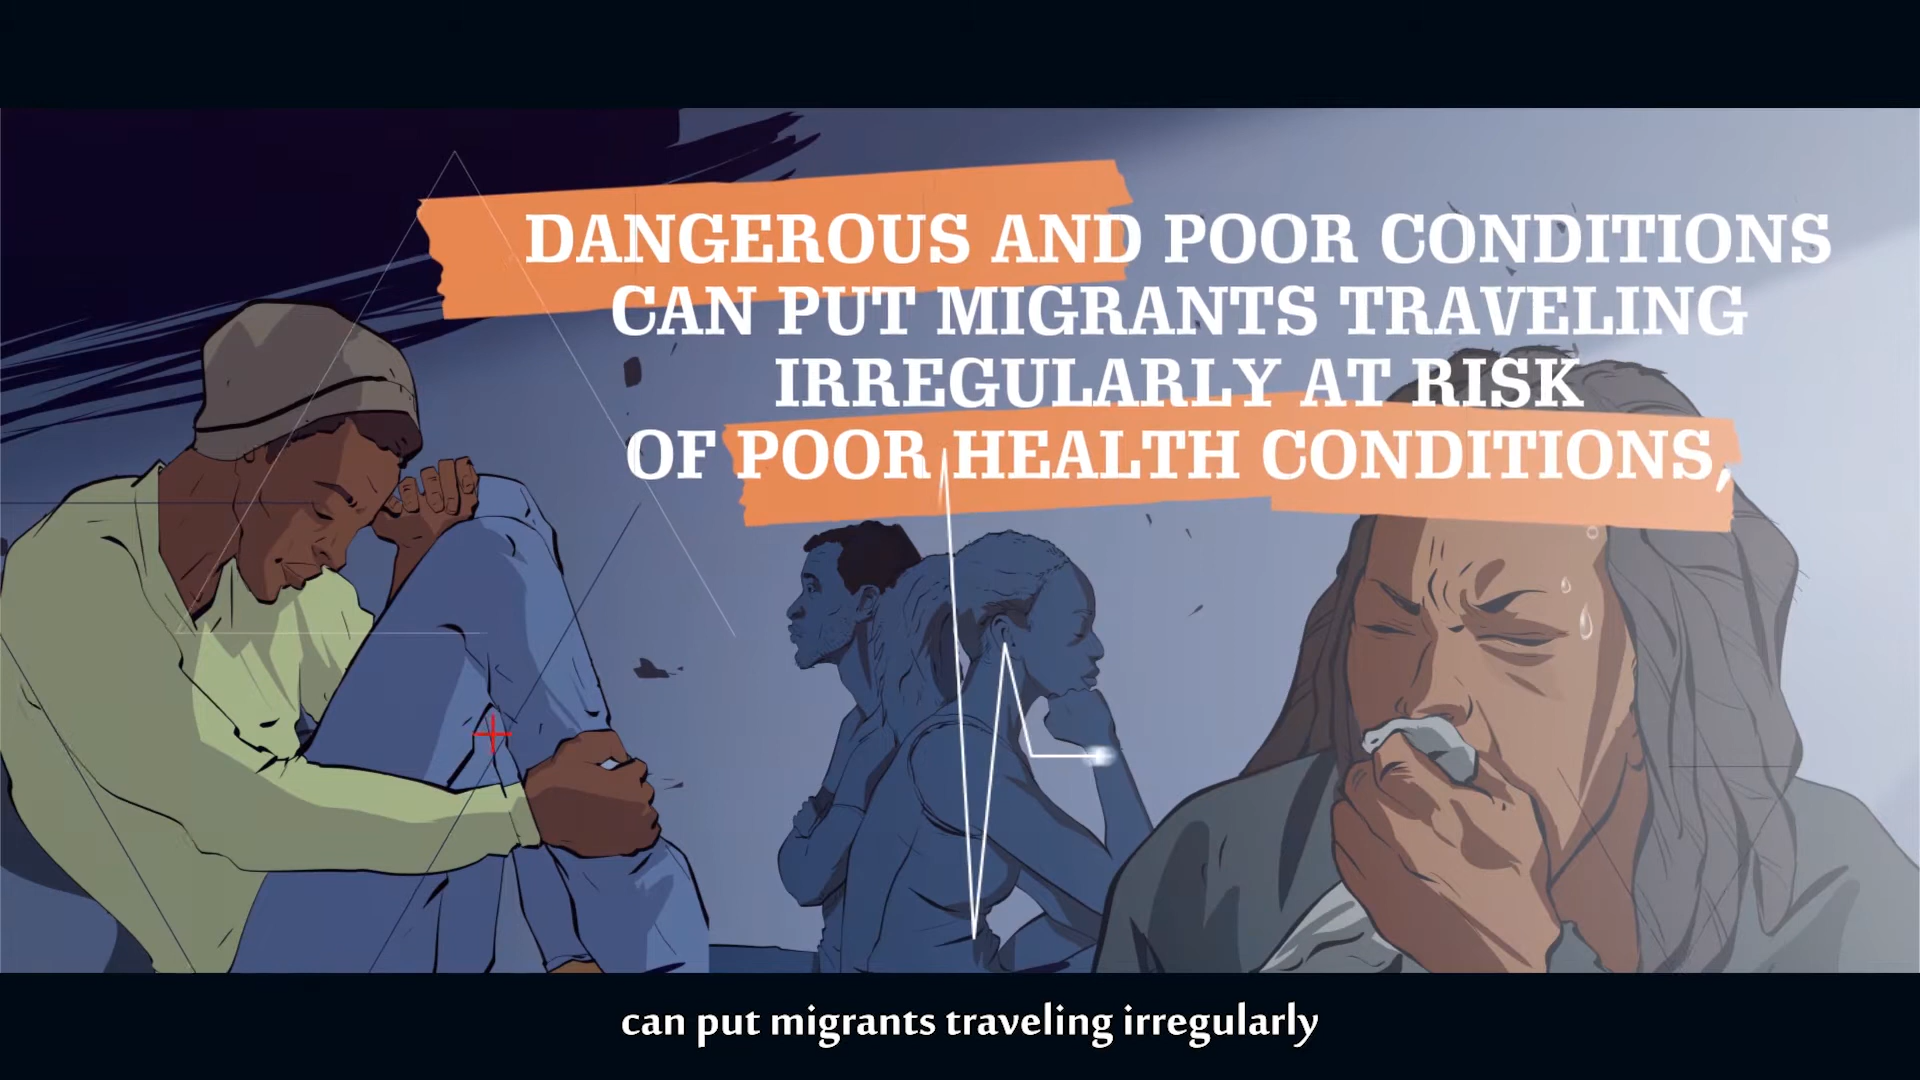 DANGEROUS AND POOR CONDITIONS
CAN PUT MIGRANTS TRAVELING
IRREGULARLY AT RISK
OF POOR HEALTH CONDITIONS,
can put migrants traveling irregularly